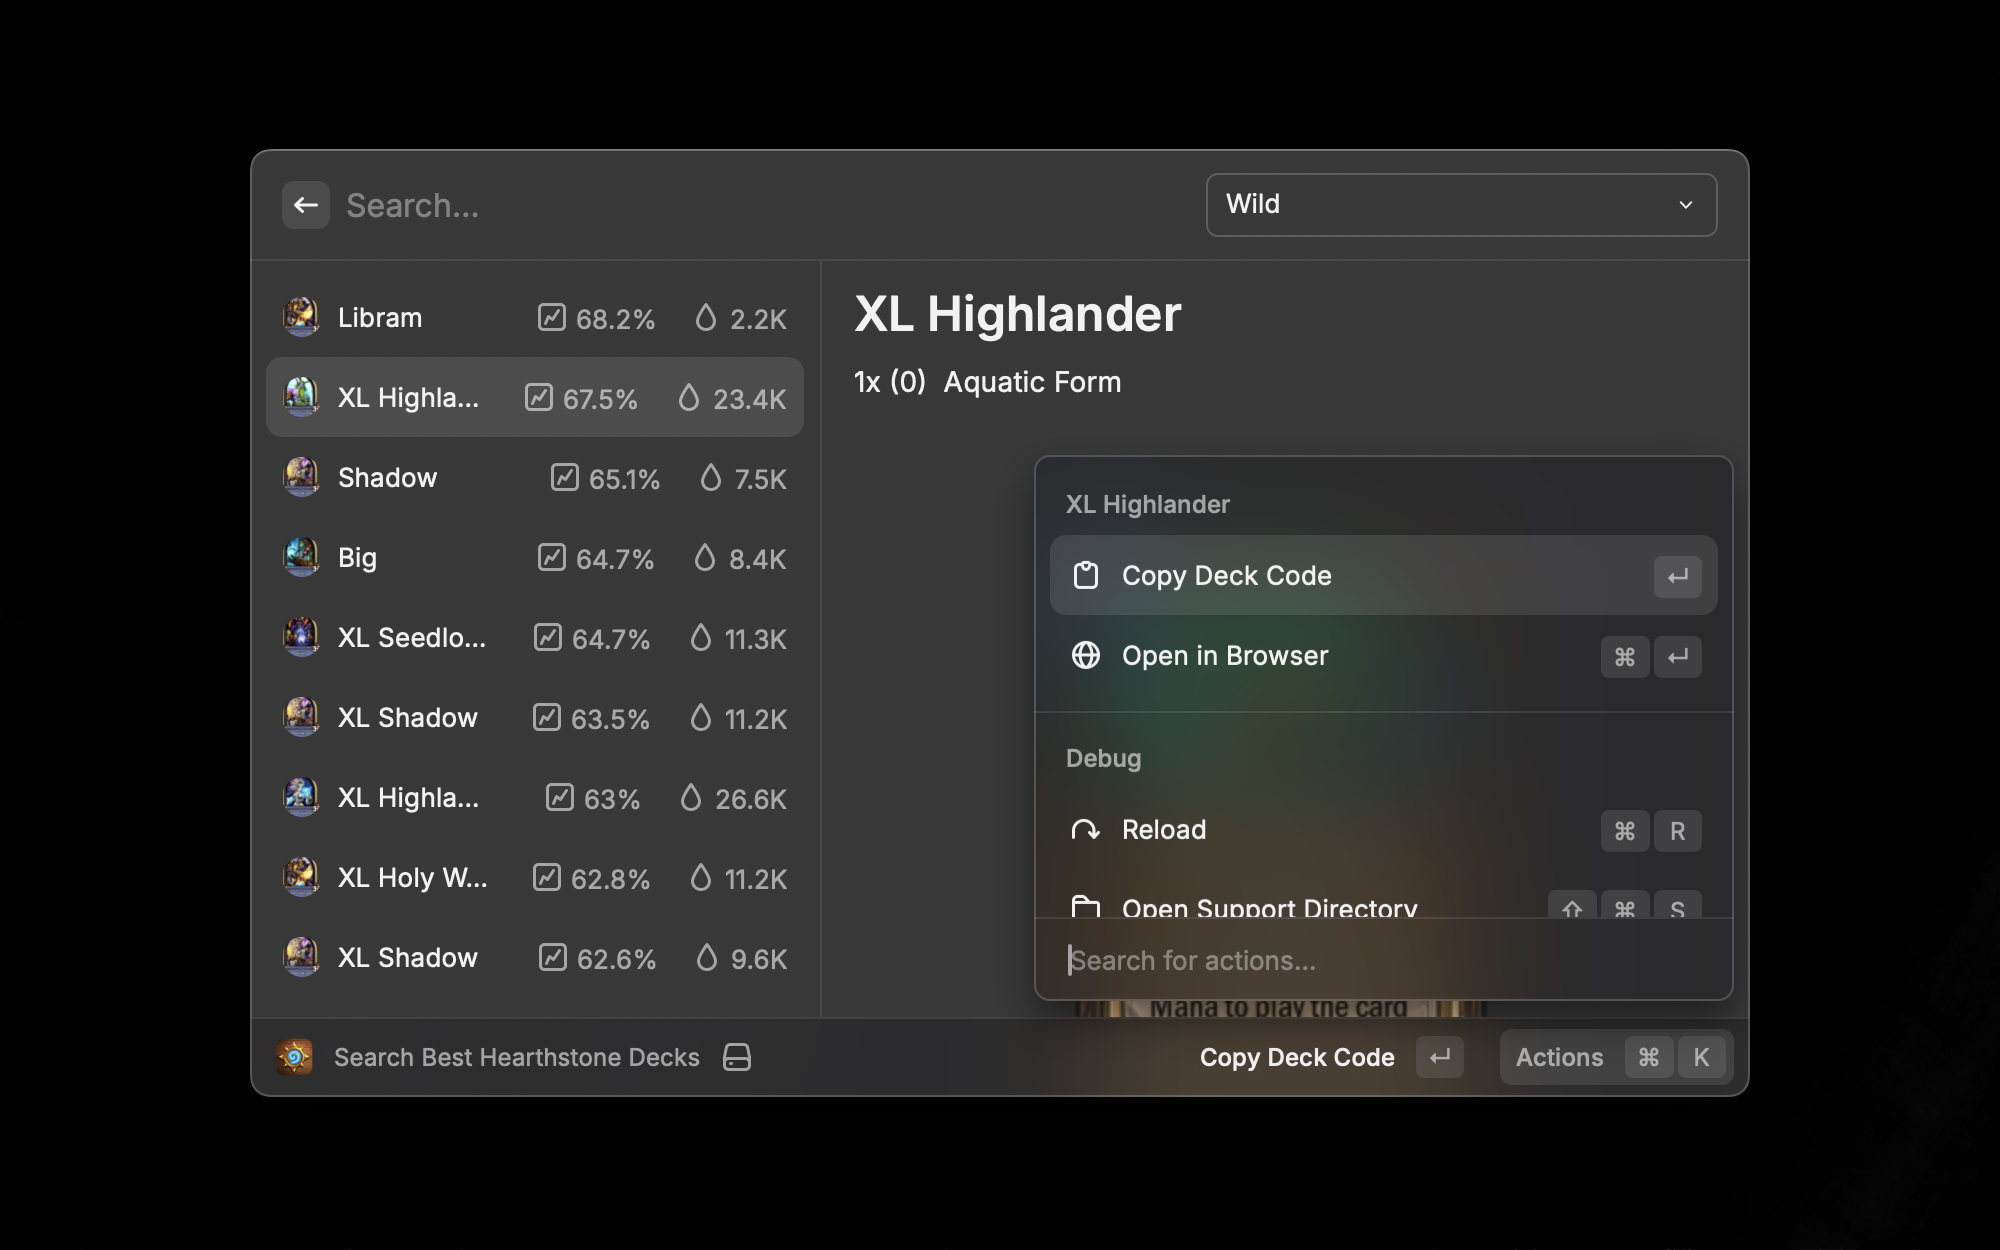 Search...
Wild
Libram 68.2% 2.2K
XL Highla... 67.5% 23.4K
Shadow 65.1% 7.5K
Big 64.7% 8.4K
XL Seedlo... 64.7% 11.3K
XL Shadow 63.5% 11.2K
XL Highla... 63% 26.6K
XL Holy W... 62.8% 11.2K
XL Shadow 62.6% 9.6K
XL Highlander
1x (0) Aquatic Form
XL Highlander
Copy Deck Code ↵
Open in Browser ⌘ ↵
Debug
Reload ⌘ R
Open Support Directory ⇧ ⌘ S
Search for actions...
Mana to play the card
Search Best Hearthstone Decks
Copy Deck Code ↵
Actions ⌘ K